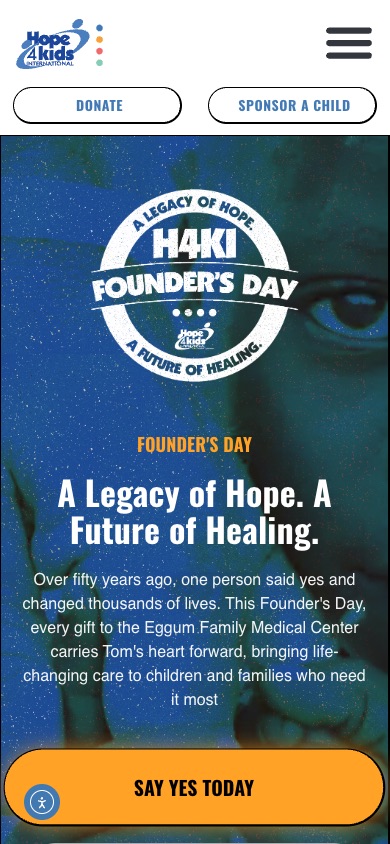 Hope
4kids
INTERNATIONAL
DONATE
SPONSOR A CHILD
A LEGACY OF HOPE.
H4KI
FOUNDER'S DAY
Hope
4kids
A FUTURE OF HEALING.
FOUNDER'S DAY
A Legacy of Hope. A
Future of Healing.
Over fifty years ago, one person said yes and
changed thousands of lives. This Founder's Day,
every gift to the Eggum Family Medical Center
carries Tom's heart forward, bringing life-
changing care to children and families who need
it most
SAY YES TODAY